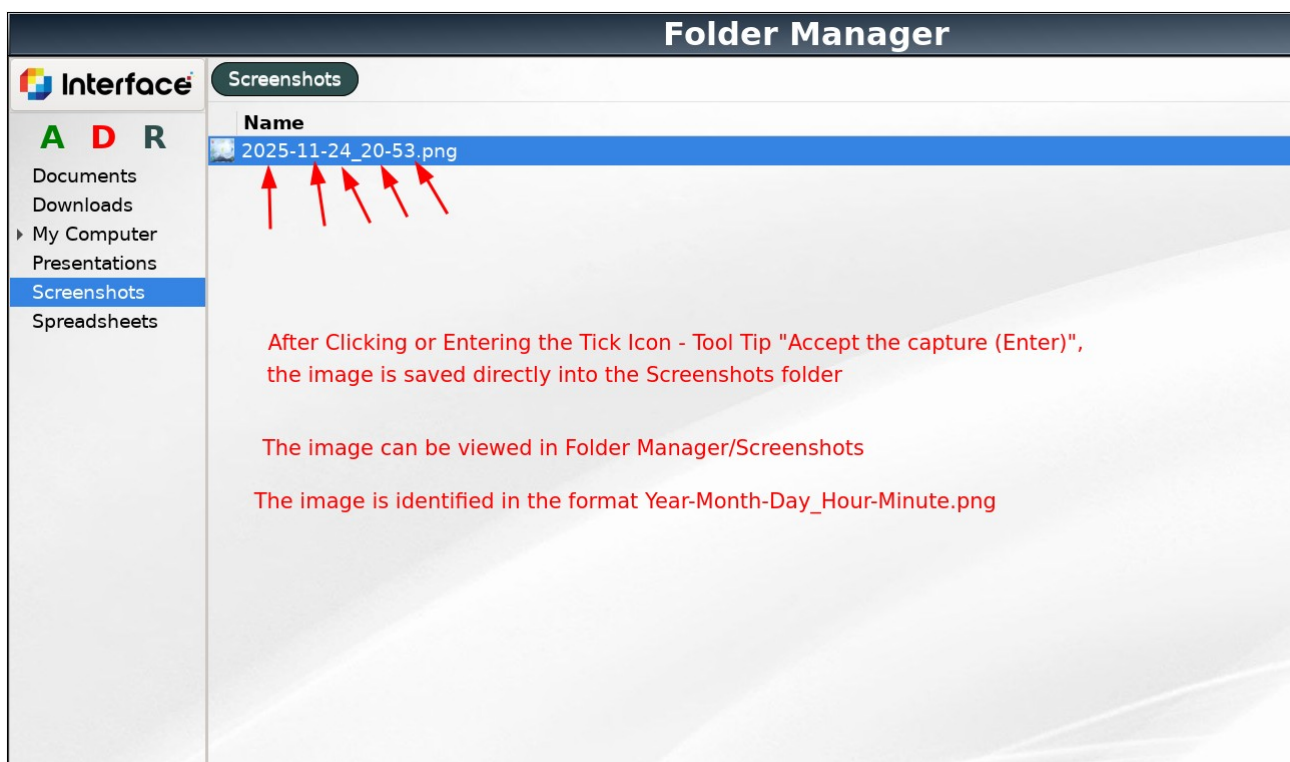 Folder Manager
Interface
Screenshots
A D R
Name
2025-11-24_20-53.png
Documents
Downloads
My Computer
Presentations
Screenshots
Spreadsheets
After Clicking or Entering the Tick Icon - Tool Tip "Accept the capture (Enter)",
the image is saved directly into the Screenshots folder
The image can be viewed in Folder Manager/Screenshots
The image is identified in the format Year-Month-Day_Hour-Minute.png